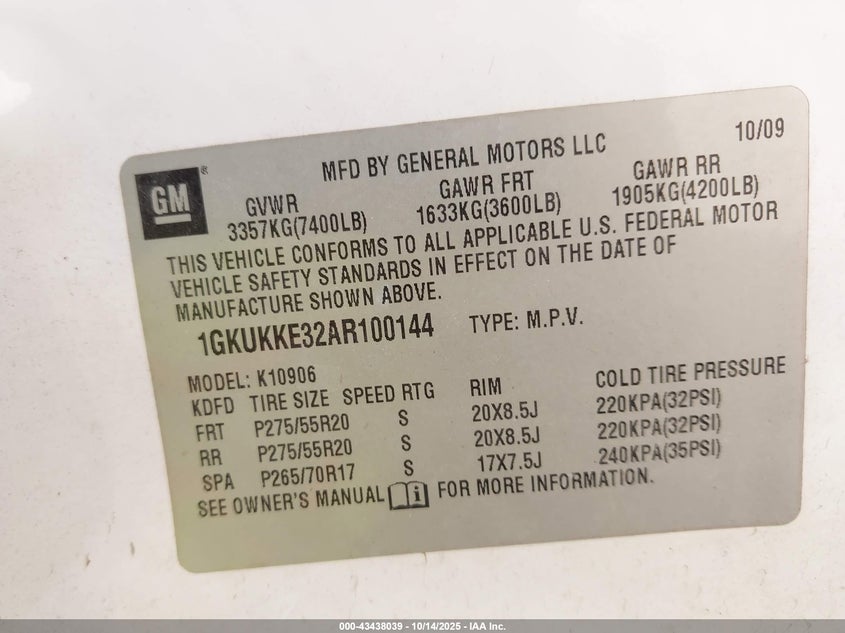 GM®
MFD BY GENERAL MOTORS LLC 10/09
GVWR GAWR FRT GAWR RR
3357KG(7400LB) 1633KG(3600LB) 1905KG(4200LB)
THIS VEHICLE CONFORMS TO ALL APPLICABLE U.S. FEDERAL MOTOR
VEHICLE SAFETY STANDARDS IN EFFECT ON THE DATE OF
MANUFACTURE SHOWN ABOVE.
1GKUKKE32AR100144 TYPE: M.P.V.
MODEL: K10906
KDFD TIRE SIZE SPEED RTG RIM COLD TIRE PRESSURE
FRT P275/55R20 S 20X8.5J 220KPA(32PSI)
RR P275/55R20 S 20X8.5J 220KPA(32PSI)
SPA P265/70R17 S 17X7.5J 240KPA(35PSI)
SEE OWNER'S MANUAL i FOR MORE INFORMATION.
000-43438039 | 10/14/2025 – IAA Inc.